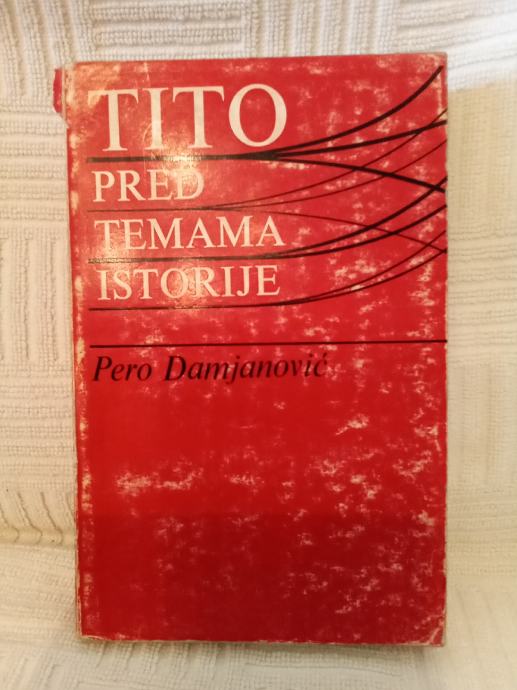 TITO
PRED
TEMAMA
ISTORIJE
Pero Damjanović